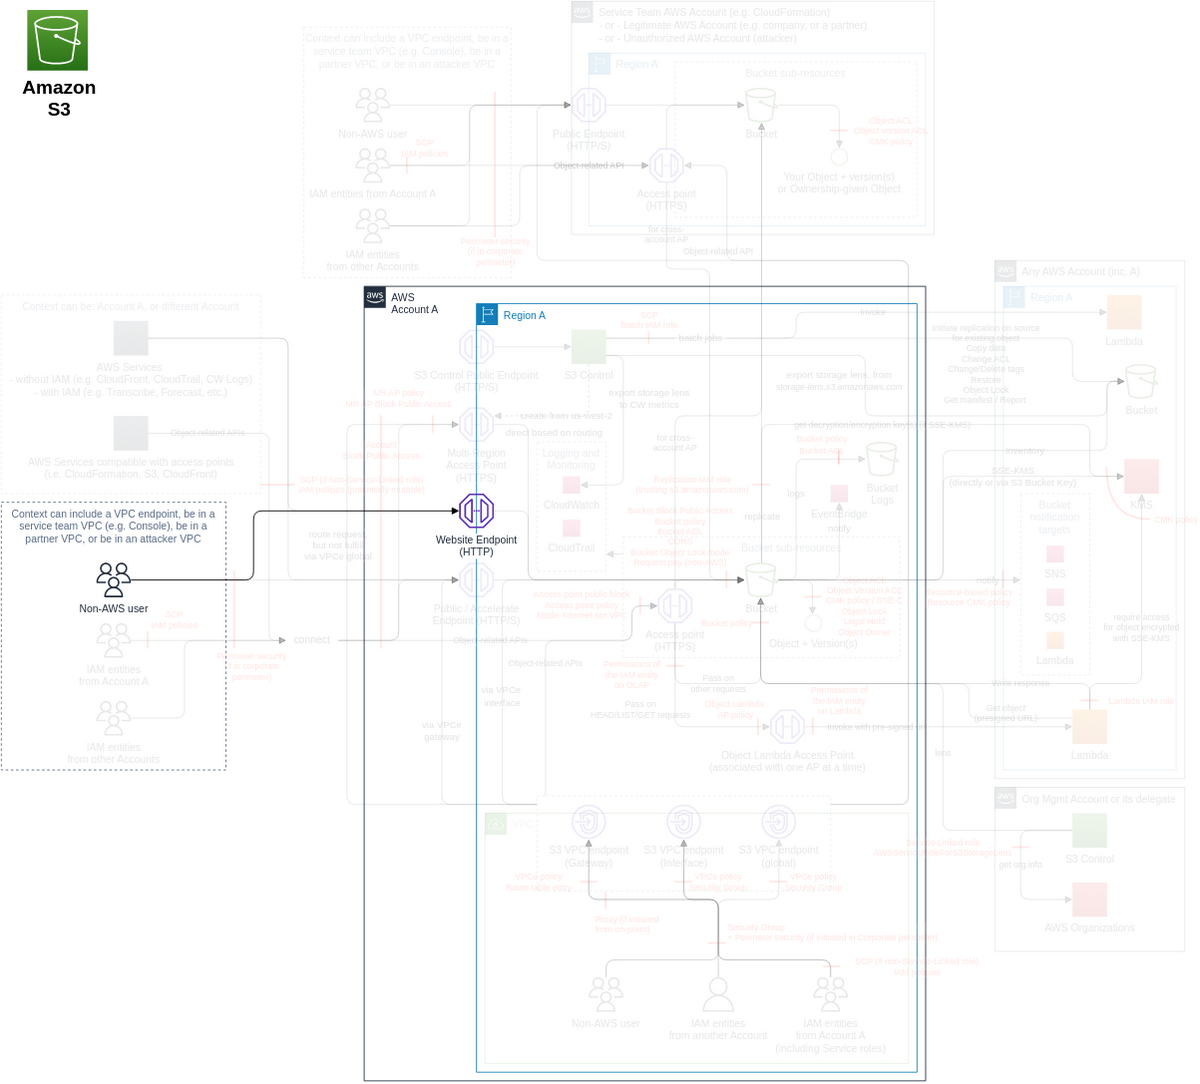 Amazon
S3
Service Team AWS Account (e.g. CloudFormation)
- or - Legitimate AWS Account (e.g. company, or a partner)
- or - Unauthorized AWS Account (attacker)
Context can include a VPC endpoint, be in a
service team VPC (e.g. Console), be in a
partner VPC, or be in an attacker VPC
Region A
Bucket sub-resources
Non-AWS user
SCP
IAM policies
Public Endpoint
(HTTP/S)
Bucket
Object ACL
Object version ACL
CMK policy
Object-related API
IAM entities from Account A
Access point
(HTTPS)
Your Object + version(s)
or Ownership-given Object
IAM entities
from other Accounts
Perimeter security
(if in corporate
perimeter)
for cross-
account AP
Object-related API
AWS
Account A
Region A
Any AWS Account (inc. A)
Region A
Context can be: Account A, or different Account
AWS Services
- without IAM (e.g. CloudFront, CloudTrail, CW Logs)
- with IAM (e.g. Transcribe, Forecast, etc.)
Object-related APIs
AWS Services compatible with access points
(i.e. CloudFormation, S3, CloudFront)
SCP (if non-Service-Linked role)
S3 Control Public Endpoint
(HTTP/S)
S3 Control
SCP
Batch IAM role
batch jobs
Invoke
Lambda
Initiate replication on source
for existing object
Copy data
Change ACL
Change/Delete tags
Restore
Object Lock
Get manifest / Report
Bucket
MR AP policy
MR AP Block Public Access
Account
Block Public Access
create from us-west-2
direct based on routing
Multi-Region
Access Point
(HTTPS)
export storage lens
to CW metrics
export storage lens, from
storage-lens.s3.amazonaws.com
get decryption/encryption key(s) (if SSE-KMS)
for cross-
account AP
Bucket policy
Bucket ACL
Bucket
Logs
Inventory
SSE-KMS
(directly or via S3 Bucket Key)
KMS
CMK policy
Logging and
Monitoring
CloudWatch
CloudTrail
Replication IAM role
logs
EventBridge
notify
replicate
Bucket Block Public Access
Bucket policy
Bucket ACL
CORS
Bucket Object Lock mode
Request pay (non-AWS)
Bucket sub-resources
Bucket
notification
targets
SNS
SQS
Lambda
notify
Resource-based policy
Resource CMK policy
require access
for object encrypted
with SSE-KMS
Context can include a VPC endpoint, be in a
service team VPC (e.g. Console), be in a
partner VPC, or be in an attacker VPC
Non-AWS user
SCP
IAM policies
IAM entities
from Account A
IAM entities
from other Accounts
Perimeter security
(if in corporate
perimeter)
connect
route request,
but not fulfill
via VPCe global
Website Endpoint
(HTTP)
Public / Accelerate
Endpoint (HTTP/S)
Object-related APIs
Object-related APIs
Access point public block
Access point policy
Mode: Internet nor VPC
Access point
(HTTPS)
Bucket
Bucket policy
Object ACL
Object Version ACL
CMK policy / SSE-C
Object Lock
Legal Hold
Object Owner
Object + Version(s)
Permissions of
the IAM entity
on OLAP
Pass on
other requests
Pass on
HEAD/LIST/GET requests
Object Lambda
AP policy
Permissions of
the IAM entity
on Lambda
Write response
Get object
(presigned URL)
Lambda IAM role
Lambda
Invoke with pre-signed
Object Lambda Access Point
(associated with one AP at a time)
via VPCe
interface
via VPCe
gateway
lens
VPC
S3 VPC endpoint
(Gateway)
S3 VPC endpoint
(Interface)
S3 VPC endpoint
(global)
VPCe policy
Route table entry
VPCe policy
Security Group
VPCe policy
Security Group
Proxy (if initiated
from on-prem)
Security Group
+ Perimeter security (if initiated in Corporate perimeter)
SCP (if non-Service-Linked role)
IAM policies
Non-AWS user
IAM entities
from another Account
IAM entities
from Account A
(including Service roles)
Org Mgmt Account or its delegate
Service-Linked role
AWSServiceRoleForS3StorageLens
get org info
S3 Control
AWS Organizations